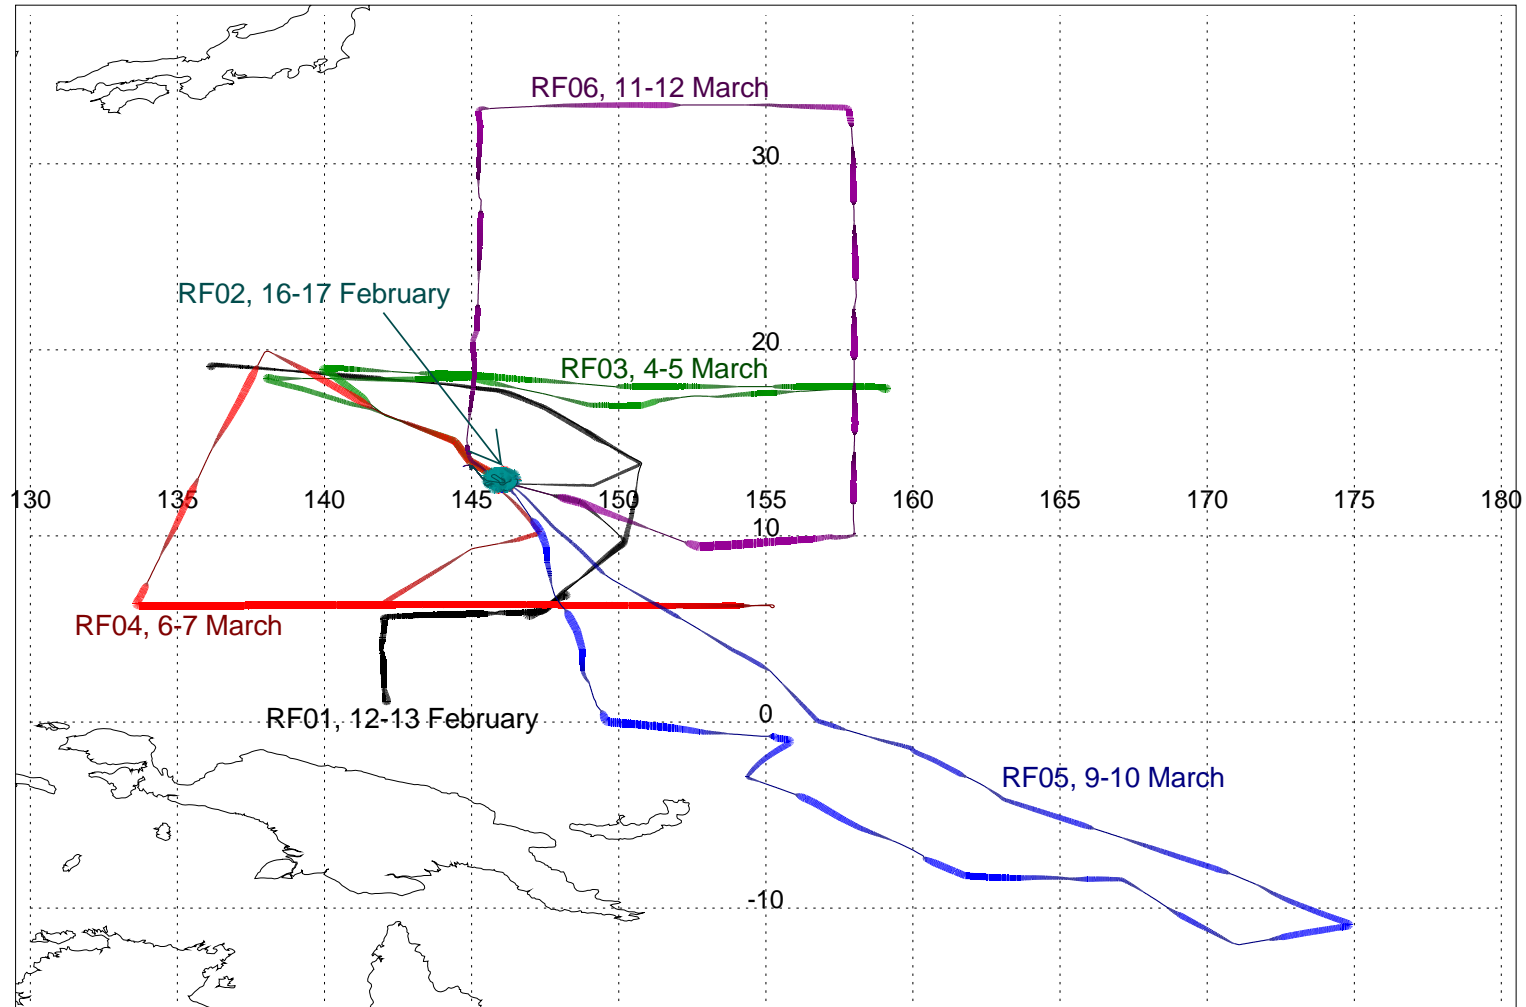 RF06, 11-12 March
30
RF02, 16-17 February
20
RF03, 4-5 March
130 135 140 145 150 155 160 165 170 175 180
10
RF04, 6-7 March
RF01, 12-13 February
0
RF05, 9-10 March
-10